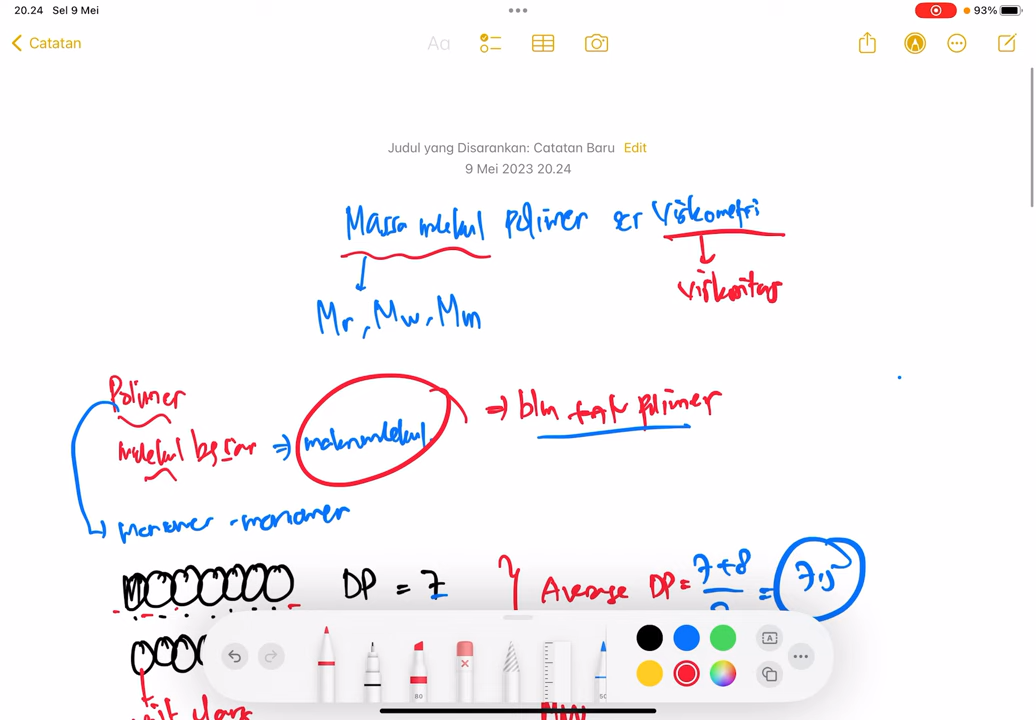 20.24 Sel 9 Mei
93%
Catatan
Aa
Judul yang Disarankan: Catatan Baru Edit
9 Mei 2023 20.24
Massa molekul Polimer Viskometri
viskositas
Mr, Mw, Mn
Polimer
molekul besar ⇒ makromolekul ⇒ blm polimer
monomer - monomer
DP = 7
Average DP = 7+8 = 7,5
80